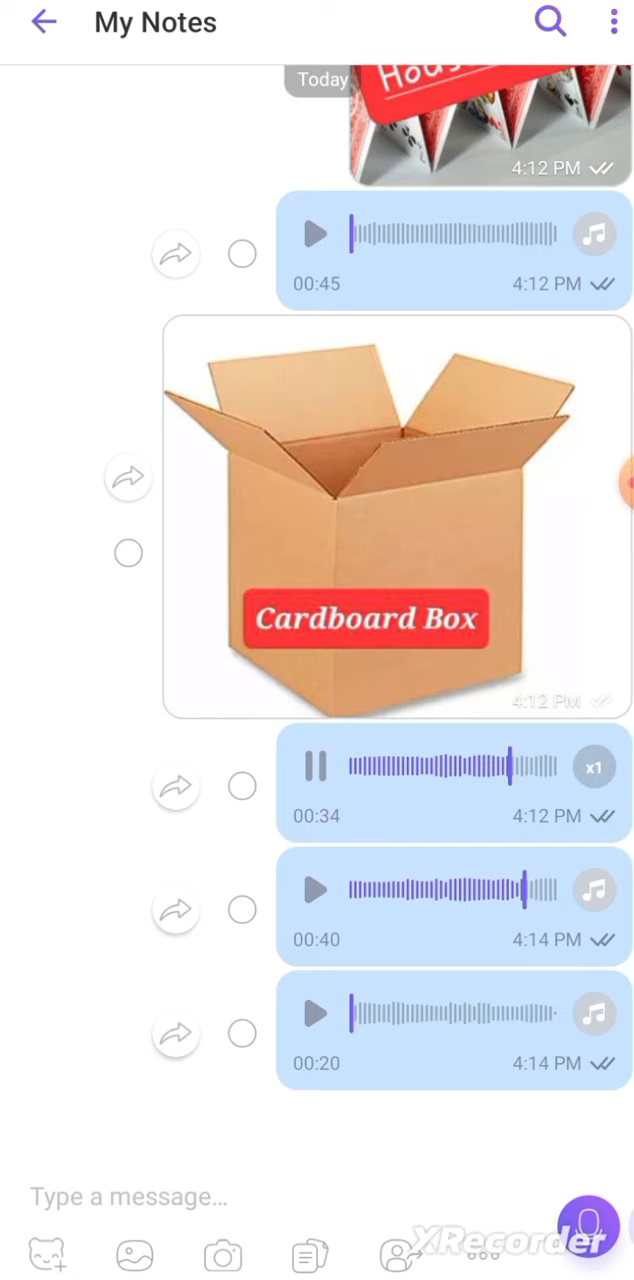 My Notes
Today
4:12 PM
00:45
4:12 PM
Cardboard Box
4:12 PM
x1
00:34
4:12 PM
00:40
4:14 PM
00:20
4:14 PM
Type a message...
XRecorder